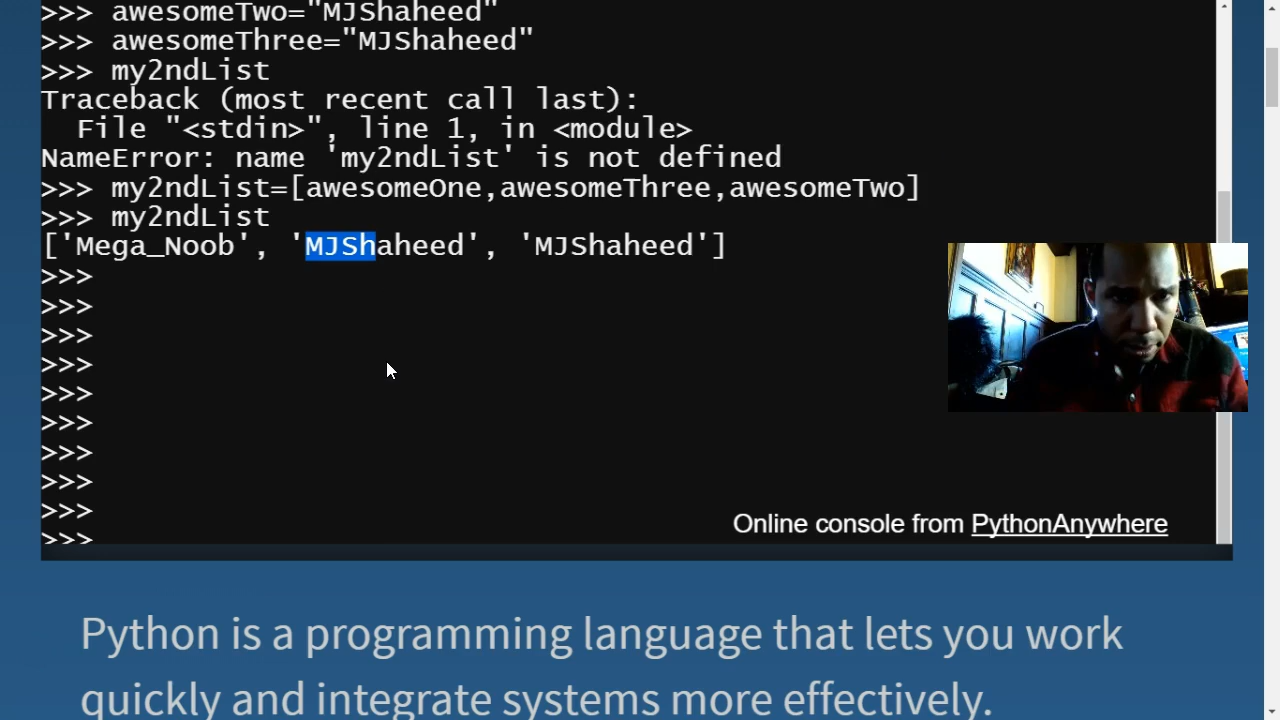 >>> awesomeTwo="MJShaheed"
>>> awesomeThree="MJShaheed"
>>> my2ndList
Traceback (most recent call last):
  File "<stdin>", line 1, in <module>
NameError: name 'my2ndList' is not defined
>>> my2ndList=[awesomeOne,awesomeThree,awesomeTwo]
>>> my2ndList
['Mega_Noob', 'MJShaheed', 'MJShaheed']
>>>
>>>
>>>
>>>
>>>
>>>
>>>
>>>
>>>
>>>
Online console from PythonAnywhere
Python is a programming language that lets you work
quickly and integrate systems more effectively.